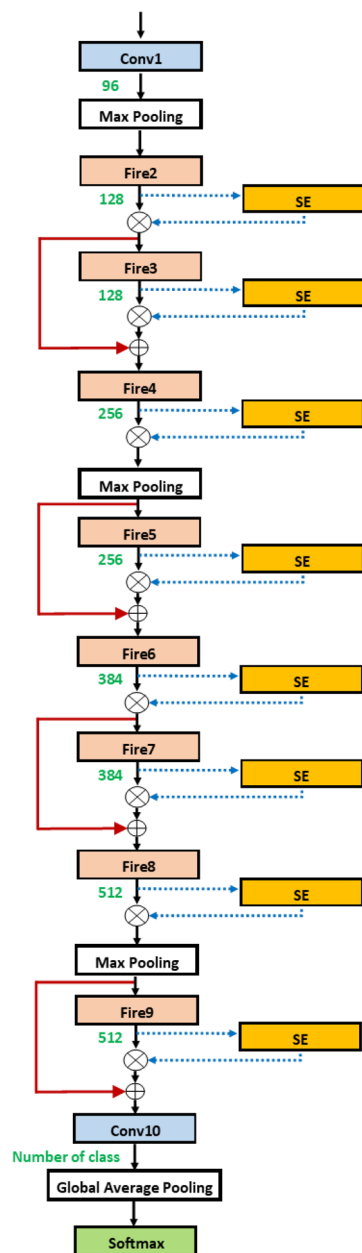 Conv1
96
Max Pooling
Fire2
128
SE
Fire3
128
SE
Fire4
256
SE
Max Pooling
Fire5
256
SE
Fire6
384
SE
Fire7
384
SE
Fire8
512
SE
Max Pooling
Fire9
512
SE
Conv10
Number of class
Global Average Pooling
Softmax